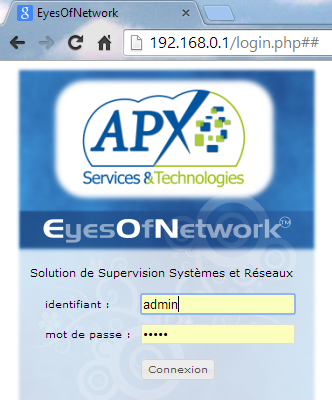 EyesOfNetwork
192.168.0.1/login.php##
APX
Services & Technologies
EyesOfNetwork TM
Solution de Supervision Systèmes et Réseaux
identifiant :
admin
mot de passe :
•••••
Connexion